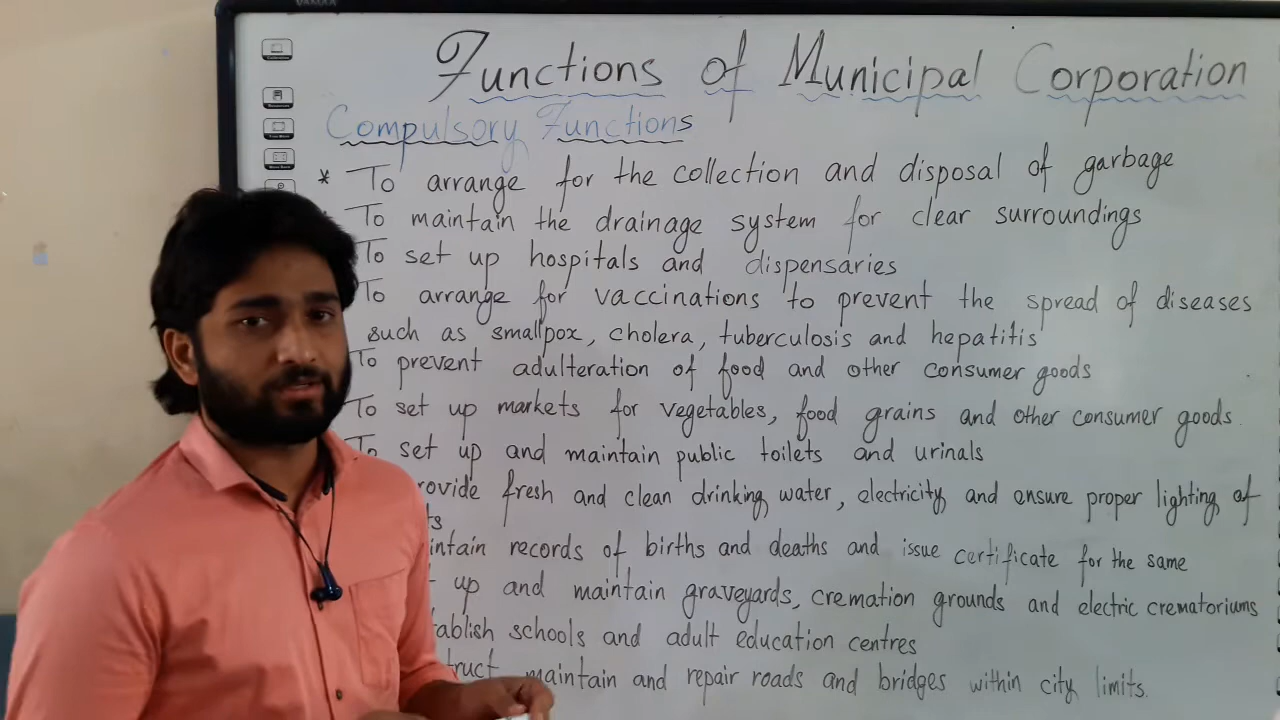 Functions of Municipal Corporation
Compulsory Functions
* To arrange for the collection and disposal of garbage
To maintain the drainage system for clear surroundings
To set up hospitals and dispensaries
To arrange for vaccinations to prevent the spread of diseases
such as smallpox, cholera, tuberculosis and hepatitis
To prevent adulteration of food and other consumer goods
To set up markets for vegetables, food grains and other consumer goods.
To set up and maintain public toilets and urinals
rovide fresh and clean drinking water, electricity and ensure proper lighting of
ts
intain records of births and deaths and issue certificate for the same
up and maintain graveyards, cremation grounds and electric crematoriums
tablish schools and adult education centres
truct, maintain and repair roads and bridges within city limits.